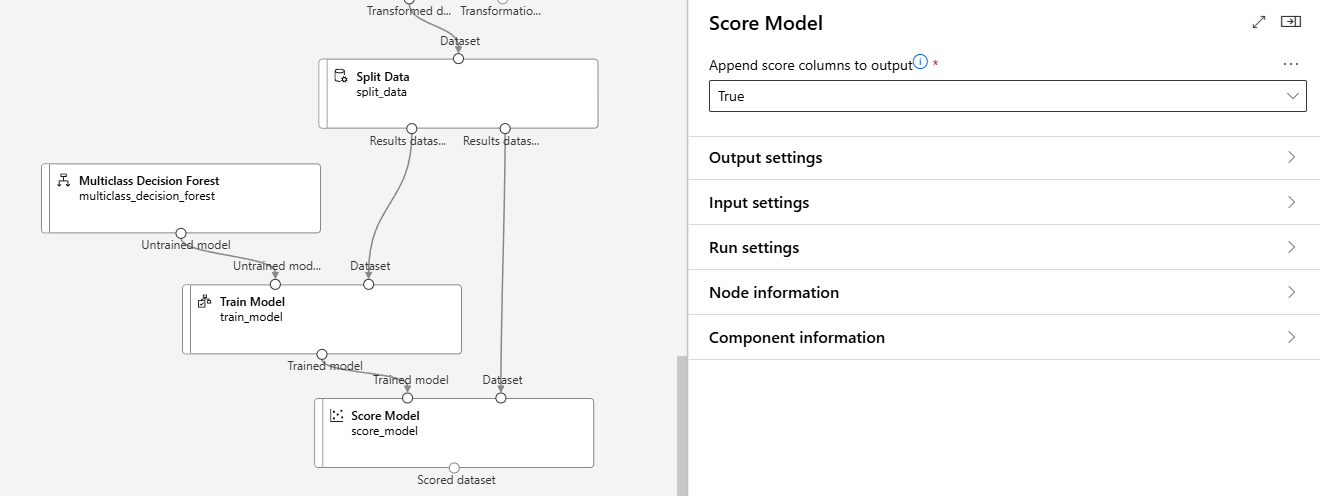 Transformed d...
Transformatio...
Dataset
Split Data
split_data
Results datas...
Results datas...
Multiclass Decision Forest
multiclass_decision_forest
Untrained model
Untrained mod...
Dataset
Train Model
train_model
Trained model
Trained model
Dataset
Score Model
score_model
Scored dataset
Score Model
Append score columns to output *
True
Output settings
Input settings
Run settings
Node information
Component information